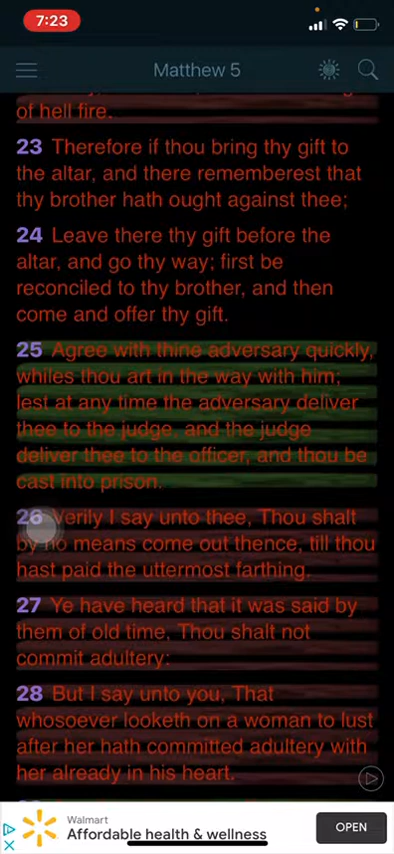 7:23
Matthew 5
of hell fire.
23 Therefore if thou bring thy gift to
the altar, and there rememberest that
thy brother hath ought against thee;
24 Leave there thy gift before the
altar, and go thy way; first be
reconciled to thy brother, and then
come and offer thy gift.
25 Agree with thine adversary quickly,
whiles thou art in the way with him;
lest at any time the adversary deliver
thee to the judge, and the judge
deliver thee to the officer, and thou be
cast into prison.
26 Verily I say unto thee, Thou shalt
by no means come out thence, till thou
hast paid the uttermost farthing.
27 Ye have heard that it was said by
them of old time, Thou shalt not
commit adultery:
28 But I say unto you, That
whosoever looketh on a woman to lust
after her hath committed adultery with
her already in his heart.
Walmart
Affordable health & wellness
OPEN